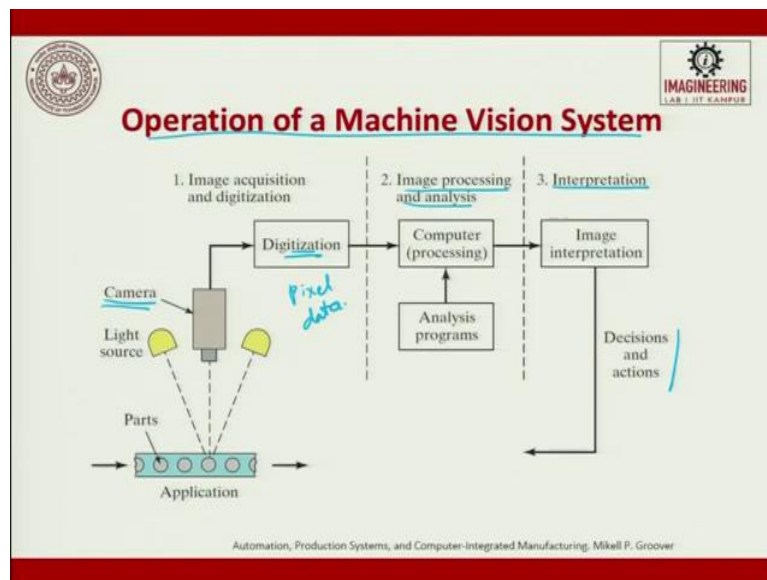 IMAGINEERING
LAB | IIT KANPUR
Operation of a Machine Vision System
1. Image acquisition
and digitization
2. Image processing
and analysis
3. Interpretation
Digitization
Computer
(processing)
Image
interpretation
Camera
pixel
data.
Light
source
Analysis
programs
Decisions
and
actions
Parts
Application
Automation, Production Systems, and Computer-Integrated Manufacturing, Mikell P. Groover